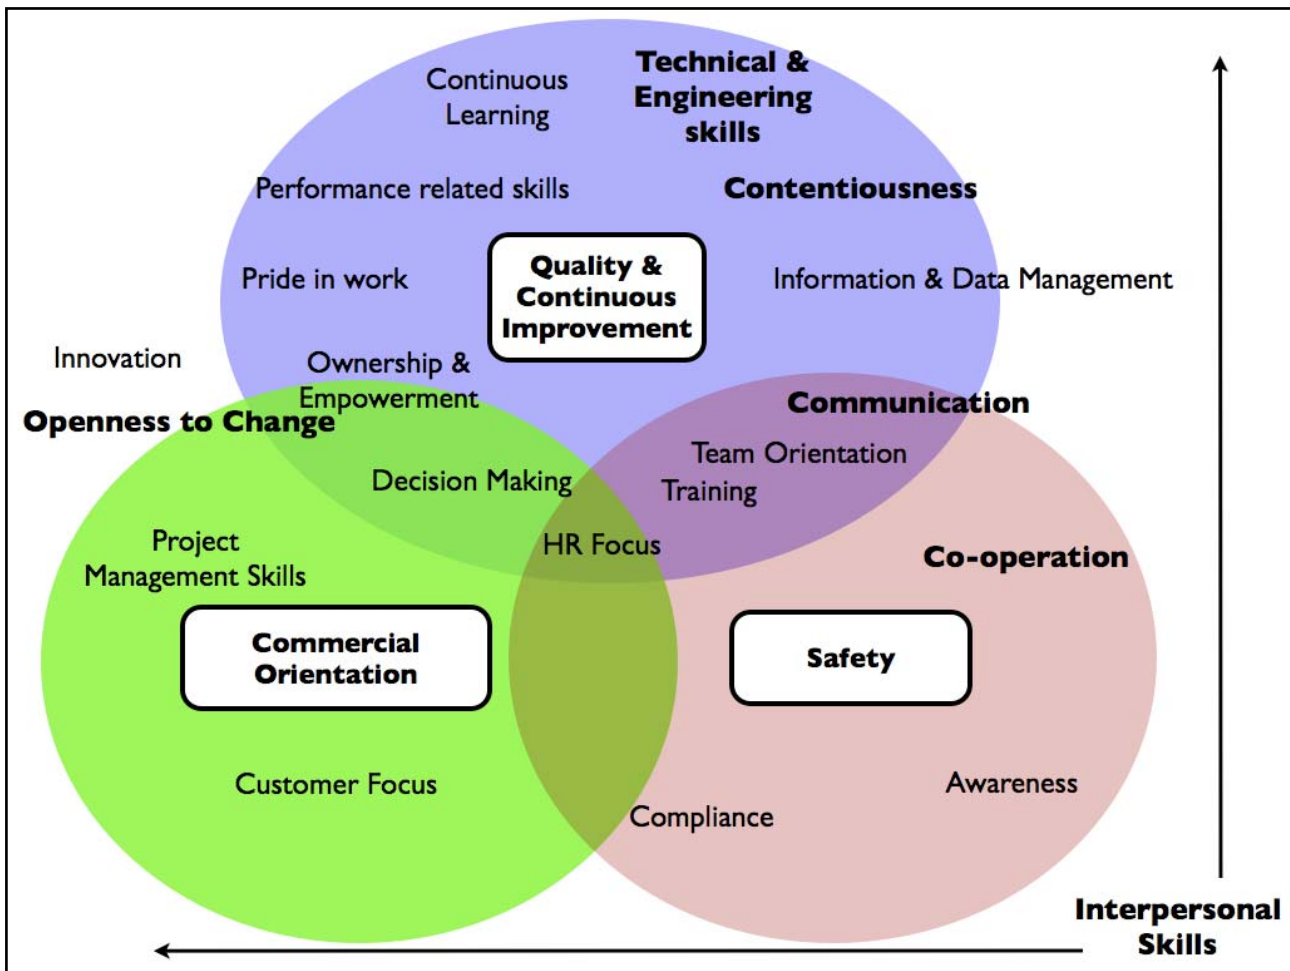 Continuous
Learning
Technical &
Engineering
skills
Performance related skills
Contentiousness
Pride in work
Quality &
Continuous
Improvement
Information & Data Management
Innovation
Ownership &
Empowerment
Openness to Change
Communication
Team Orientation
Training
Decision Making
HR Focus
Project
Management Skills
Co-operation
Commercial
Orientation
Safety
Customer Focus
Awareness
Compliance
Interpersonal
Skills